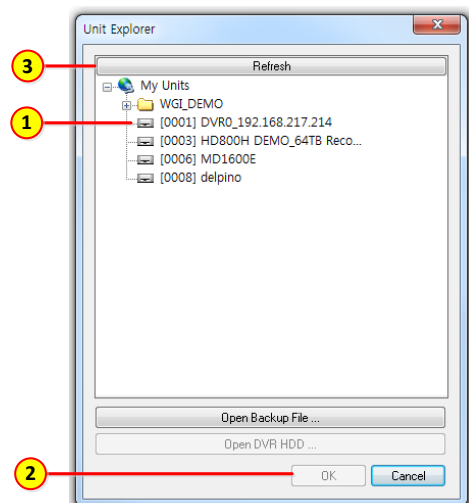 Unit Explorer
3
Refresh
My Units
WGI_DEMO
1
[0001] DVR0_192.168.217.214
[0003] HD800H DEMO_64TB Reco...
[0006] MD1600E
[0008] delpino
Open Backup File ...
Open DVR HDD ...
2
OK
Cancel